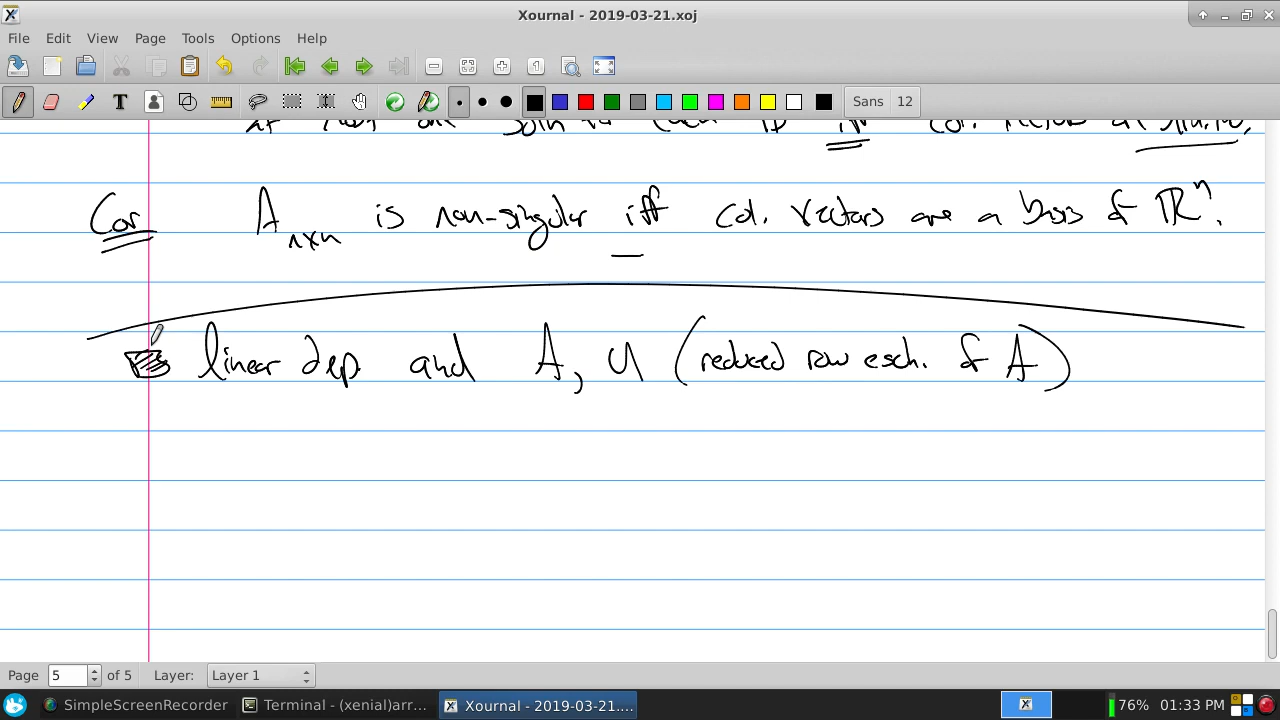 Xournal - 2019-03-21.xoj
File Edit View Page Tools Options Help
Sans 12
Cor A nxn is non-singular iff col. vectors are a basis of ℝⁿ.
linear dep. and A, U (reduced row esch. of A)
Page 5 of 5 Layer: Layer 1
SimpleScreenRecorder Terminal - (xenial)arr... Xournal - 2019-03-21.... 76% 01:33 PM